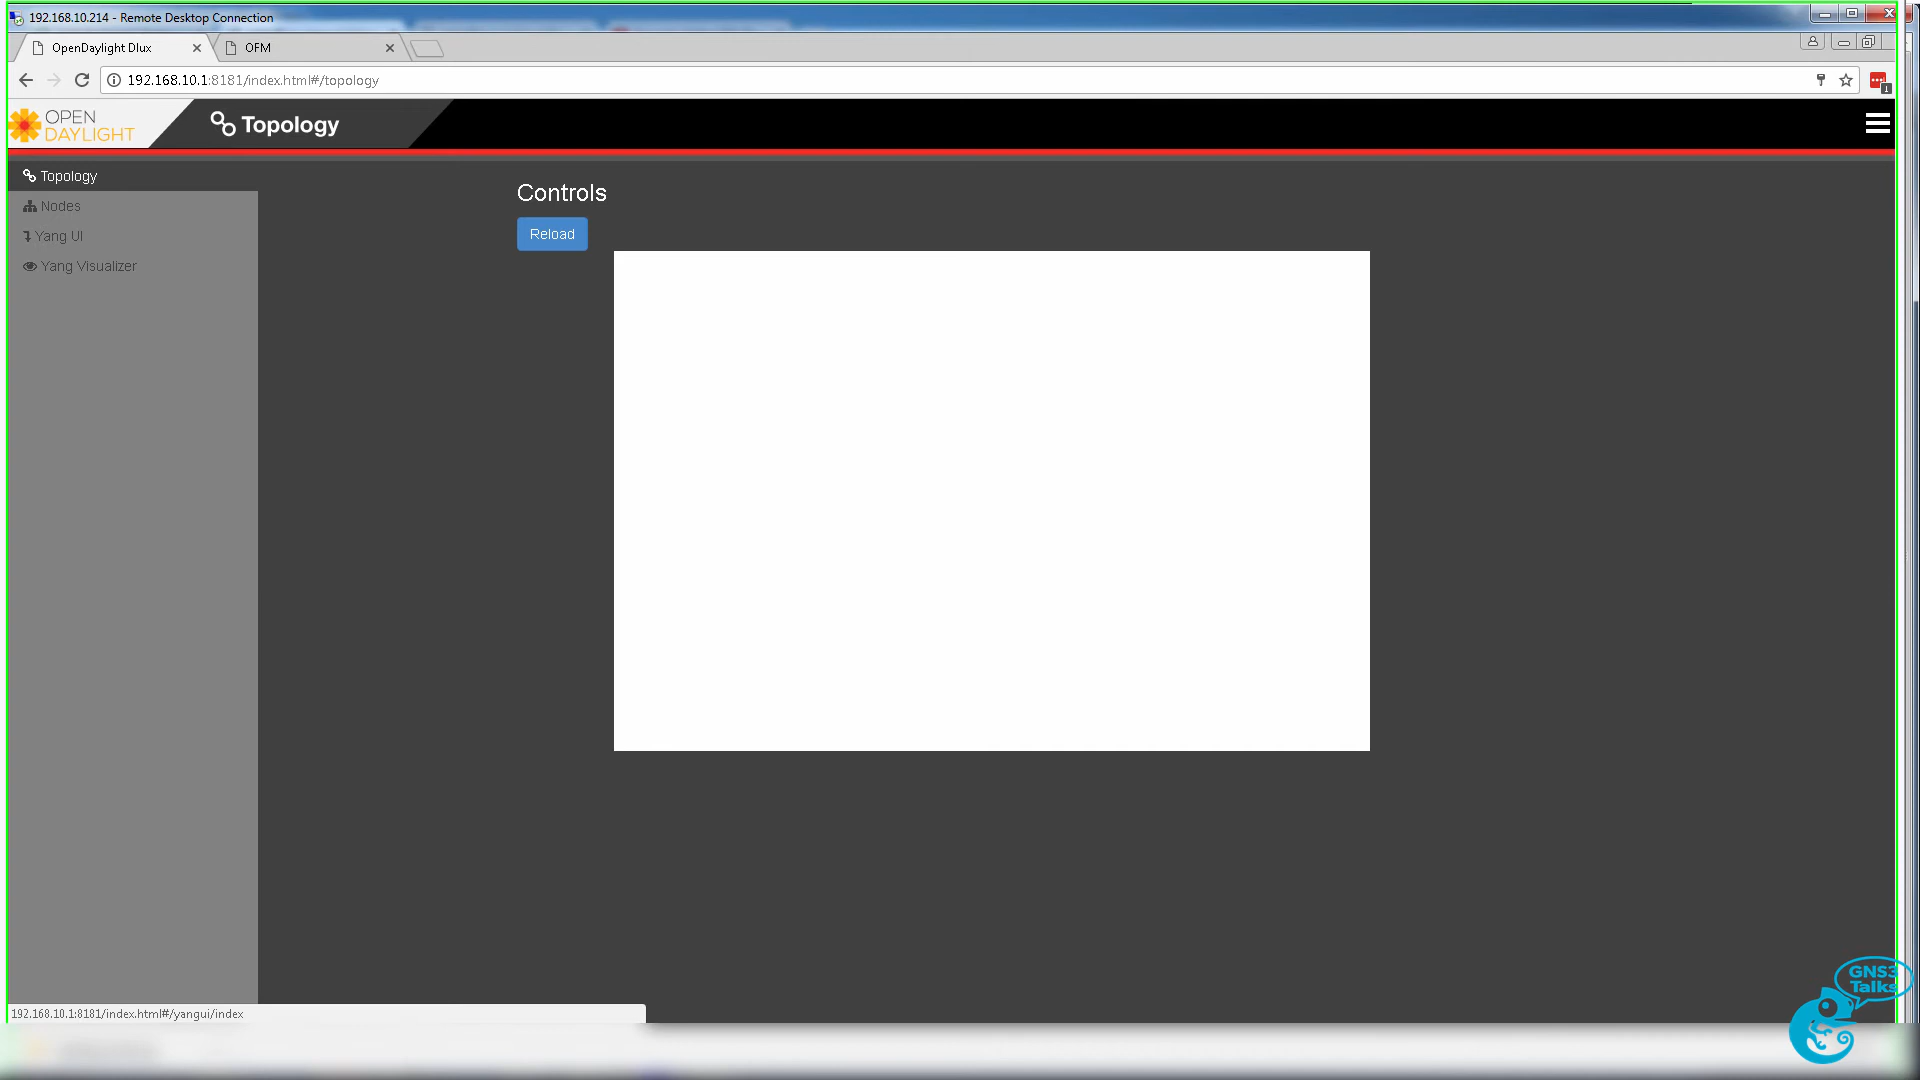 192.168.10.214 - Remote Desktop Connection
OpenDaylight Dlux
OFM
192.168.10.1:8181/index.html#/topology
OPEN
DAYLIGHT
Topology
Topology
Nodes
Yang UI
Yang Visualizer
Controls
Reload
192.168.10.1:8181/index.html#/yangui/index
GNS3
Talks